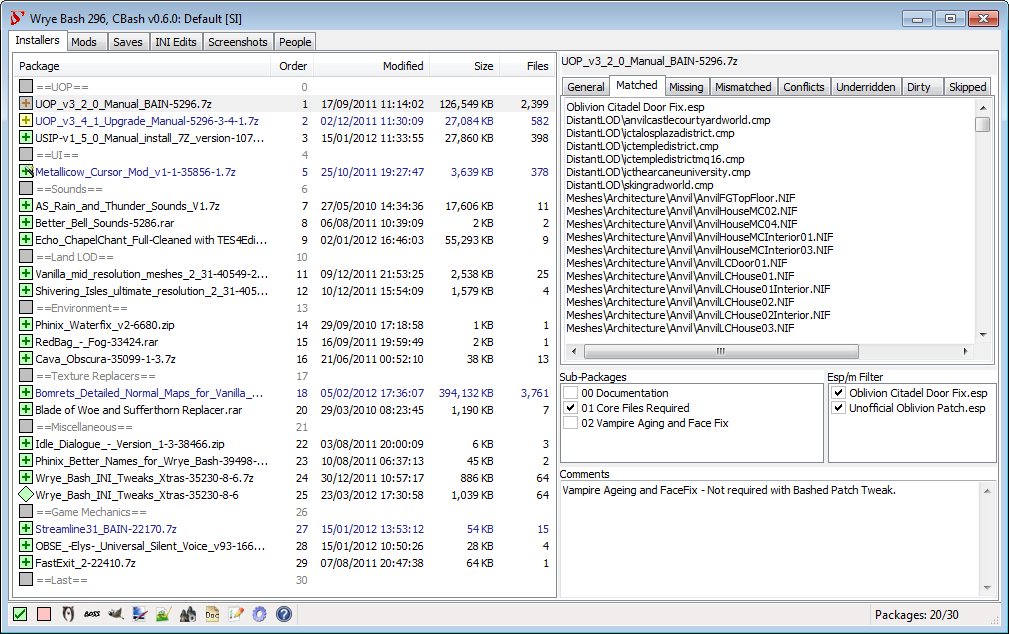 Wrye Bash 296, CBash v0.6.0: Default [SI]
Installers Mods Saves INI Edits Screenshots People
Package Order Modified Size Files
==UOP== 0
UOP_v3_2_0_Manual_BAIN-5296.7z 1 17/09/2011 11:14:02 126,549 KB 2,399
UOP_v3_4_1_Upgrade_Manual-5296-3-4-1.7z 2 02/12/2011 11:30:09 27,084 KB 582
USIP-v1_5_0_Manual_install_7Z_version-107... 3 15/01/2012 11:33:55 27,860 KB 398
==UI== 4
Metallicow_Cursor_Mod_v1-1-35856-1.7z 5 25/10/2011 19:27:47 3,639 KB 378
==Sounds== 6
AS_Rain_and_Thunder_Sounds_V1.7z 7 27/05/2010 14:34:36 17,606 KB 11
Better_Bell_Sounds-5286.rar 8 06/08/2011 10:39:09 2 KB 2
Echo_ChapelChant_Full-Cleaned with TES4Edi... 9 02/01/2012 16:46:03 55,293 KB 9
==Land LOD== 10
Vanilla_mid_resolution_meshes_2_31-40549-2... 11 09/12/2011 21:53:25 2,538 KB 25
Shivering_Isles_ultimate_resolution_2_31-405... 12 10/12/2011 15:54:09 1,579 KB 4
==Environment== 13
Phinix_Waterfix_v2-6680.zip 14 29/09/2010 17:18:58 1 KB 1
RedBag_-_Fog-33424.rar 15 16/09/2011 19:59:49 2 KB 1
Cava_Obscura-35099-1-3.7z 16 21/06/2011 00:52:10 38 KB 13
==Texture Replacers== 17
Bomrets_Detailed_Normal_Maps_for_Vanilla_... 18 05/02/2012 17:36:07 394,132 KB 3,761
Blade of Woe and Sufferthorn Replacer.rar 20 29/03/2010 08:23:45 1,190 KB 7
==Miscellaneous== 21
Idle_Dialogue_-_Version_1-3-38466.zip 22 03/08/2011 20:00:09 6 KB 3
Phinix_Better_Names_for_Wrye_Bash-39498-... 23 10/08/2011 06:37:13 45 KB 2
Wrye_Bash_INI_Tweaks_Xtras-35230-8-6.7z 24 30/12/2011 10:57:17 886 KB 64
Wrye_Bash_INI_Tweaks_Xtras-35230-8-6 25 23/03/2012 17:30:58 1,039 KB 64
==Game Mechanics== 26
Streamline31_BAIN-22170.7z 27 15/01/2012 13:53:12 54 KB 15
OBSE_-Elys-_Universal_Silent_Voice_v93-166... 28 15/01/2012 10:50:26 28 KB 4
FastExit_2-22410.7z 29 07/08/2011 20:47:38 64 KB 1
==Last== 30
UOP_v3_2_0_Manual_BAIN-5296.7z
General Matched Missing Mismatched Conflicts Underridden Dirty Skipped
Oblivion Citadel Door Fix.esp
DistantLOD\anvilcastlecourtyardworld.cmp
DistantLOD\ictalosplazadistrict.cmp
DistantLOD\ictempledistrict.cmp
DistantLOD\ictempledistrictmq16.cmp
DistantLOD\icthearcaneuniversity.cmp
DistantLOD\skingradworld.cmp
Meshes\Architecture\Anvil\AnvilFGTopFloor.NIF
Meshes\Architecture\Anvil\AnvilHouseMC02.NIF
Meshes\Architecture\Anvil\AnvilHouseMC04.NIF
Meshes\Architecture\Anvil\AnvilHouseMCInterior01.NIF
Meshes\Architecture\Anvil\AnvilHouseMCInterior03.NIF
Meshes\Architecture\Anvil\AnvilLCDoor01.NIF
Meshes\Architecture\Anvil\AnvilLCHouse01.NIF
Meshes\Architecture\Anvil\AnvilLCHouse01Interior.NIF
Meshes\Architecture\Anvil\AnvilLCHouse02.NIF
Meshes\Architecture\Anvil\AnvilLCHouse02Interior.NIF
Meshes\Architecture\Anvil\AnvilLCHouse03.NIF
Sub-Packages
00 Documentation
01 Core Files Required
02 Vampire Aging and Face Fix
Esp/m Filter
Oblivion Citadel Door Fix.esp
Unofficial Oblivion Patch.esp
Comments
Vampire Ageing and FaceFix - Not required with Bashed Patch Tweak.
BOSS
Doc
Packages: 20/30